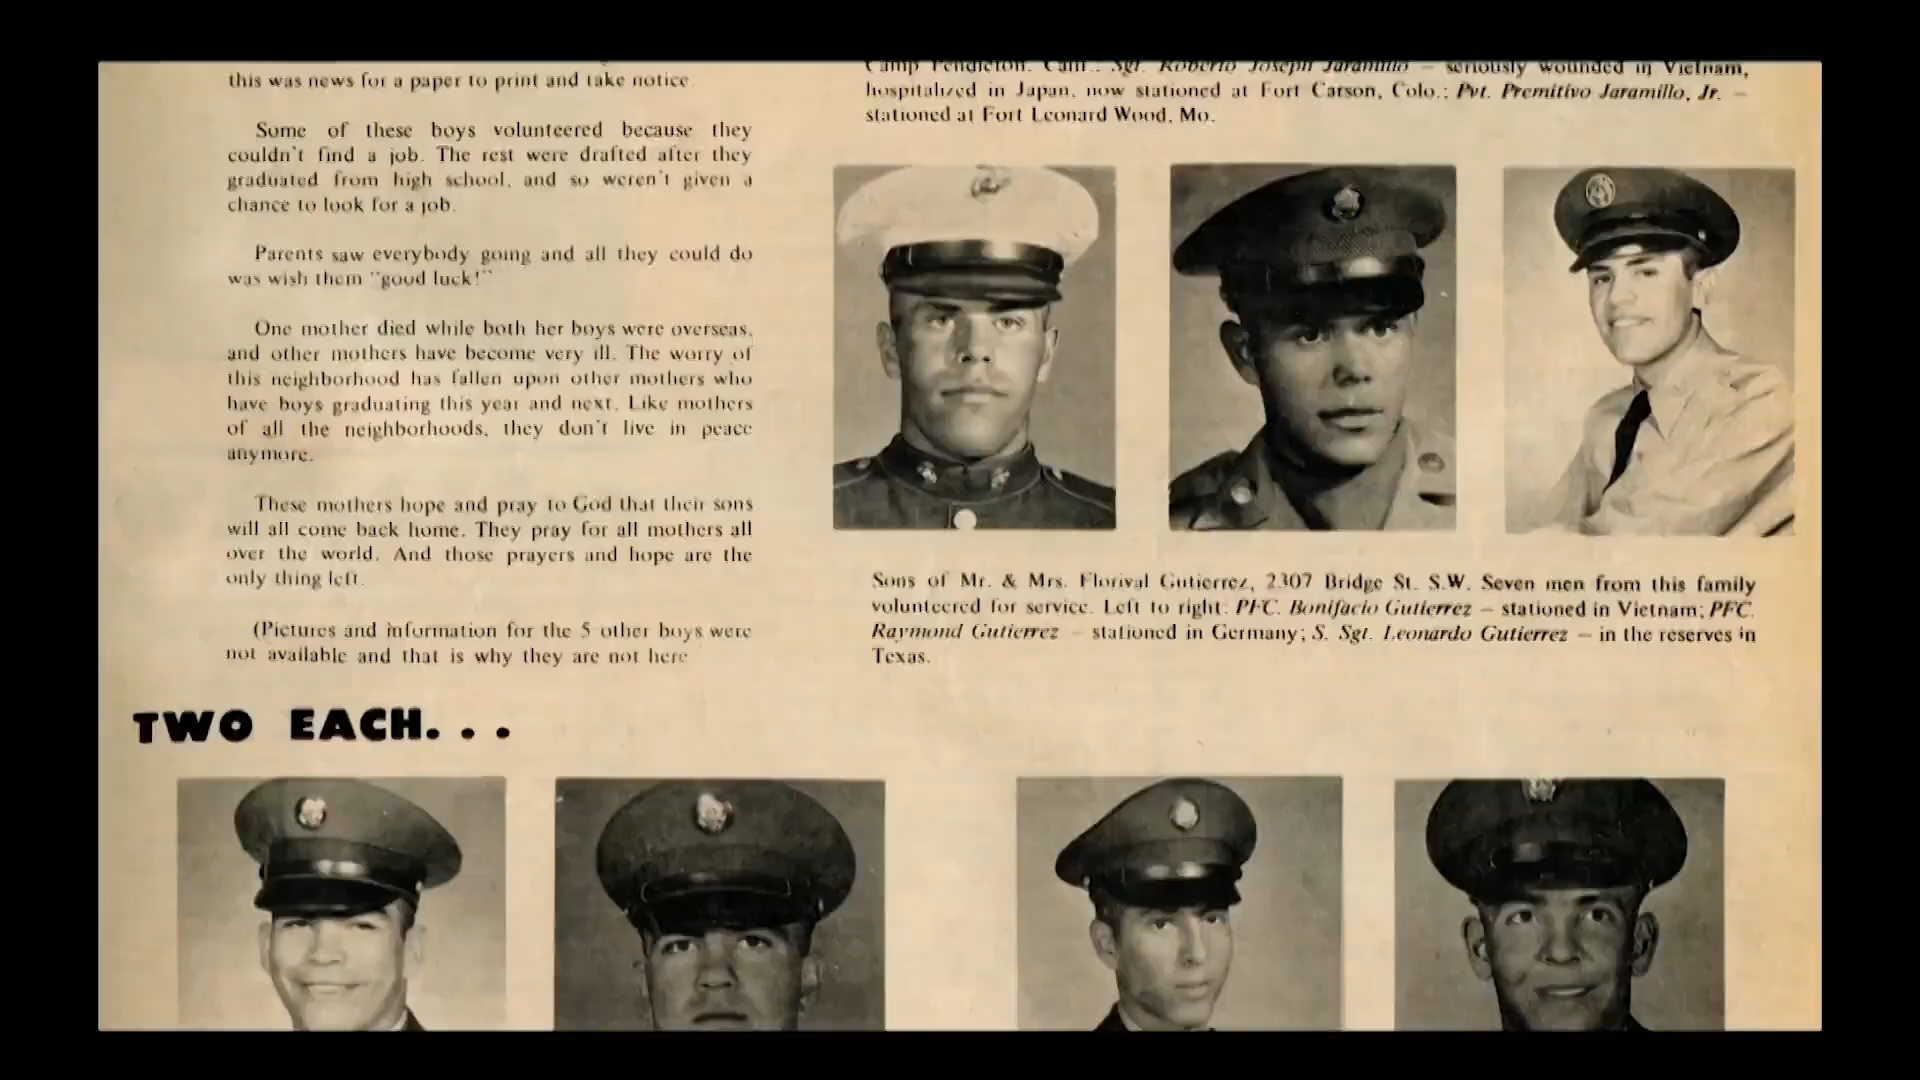 this was news for a paper to print and take notice.
Some of these boys volunteered because they
couldn't find a job. The rest were drafted after they
graduated from high school, and so weren't given a
chance to look for a job.
Parents saw everybody going and all they could do
was wish them "good luck!"
One mother died while both her boys were overseas,
and other mothers have become very ill. The worry of
this neighborhood has fallen upon other mothers who
have boys graduating this year and next. Like mothers
of all the neighborhoods, they don't live in peace
anymore.
These mothers hope and pray to God that their sons
will all come back home. They pray for all mothers all
over the world. And those prayers and hope are the
only thing left.
(Pictures and information for the 5 other boys were
not available and that is why they are not here
Camp Pendleton, Calif.; Sgt. Roberto Joseph Jaramillo – seriously wounded in Vietnam,
hospitalized in Japan, now stationed at Fort Carson, Colo.; Pvt. Premitivo Jaramillo, Jr. –
stationed at Fort Leonard Wood, Mo.
Sons of Mr. & Mrs. Florival Gutierrez, 2307 Bridge St. S.W. Seven men from this family
volunteered for service. Left to right: PFC. Bonifacio Gutierrez – stationed in Vietnam; PFC.
Raymond Gutierrez – stationed in Germany; S. Sgt. Leonardo Gutierrez – in the reserves in
Texas.
TWO EACH...